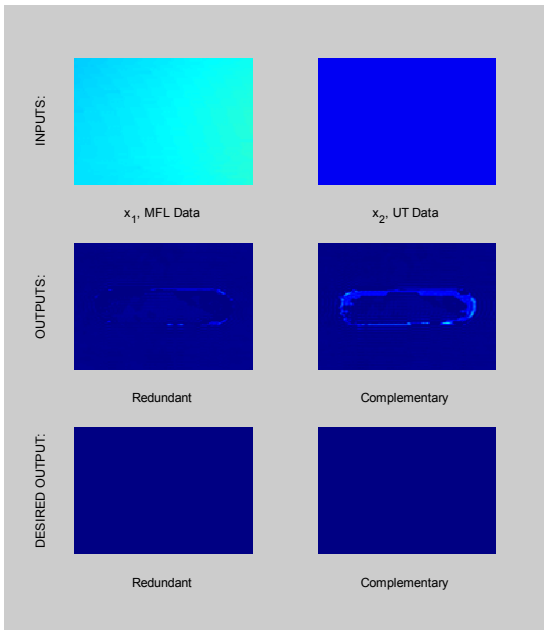 INPUTS:
x1, MFL Data
x2, UT Data
OUTPUTS:
Redundant
Complementary
DESIRED OUTPUT:
Redundant
Complementary